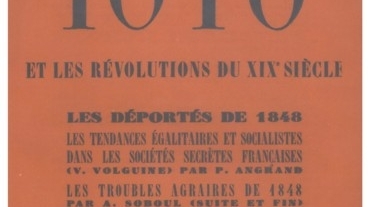 ET LES RÉVOLUTIONS DU XIXᵉ SIÈCLE
LES DÉPORTÉS DE 1848
LES TENDANCES ÉGALITAIRES ET SOCIALISTES
DANS LES SOCIÉTÉS SECRÈTES FRANÇAISES
(V. VOLGUINE) PAR P. ANGRAND
LES TROUBLES AGRAIRES DE 1848
PAR A. SOBOUL (SUITE ET FIN)